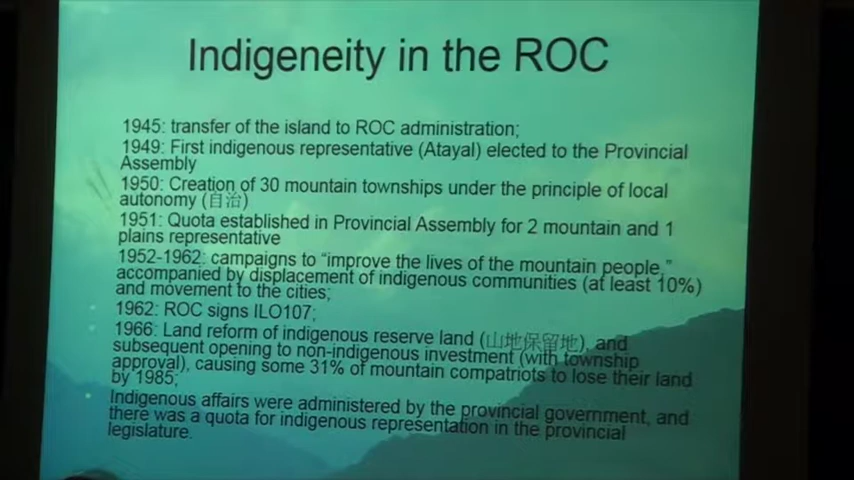 Indigeneity in the ROC
1945: transfer of the island to ROC administration;
1949: First indigenous representative (Atayal) elected to the Provincial
Assembly
1950: Creation of 30 mountain townships under the principle of local
autonomy (自治)
1951: Quota established in Provincial Assembly for 2 mountain and 1
plains representative
1952-1962: campaigns to “improve the lives of the mountain people,”
accompanied by displacement of indigenous communities (at least 10%)
and movement to the cities;
1962: ROC signs ILO107;
1966: Land reform of indigenous reserve land (山地保留地), and
subsequent opening to non-indigenous investment (with township
approval), causing some 31% of mountain compatriots to lose their land
by 1985;
Indigenous affairs were administered by the provincial government, and
there was a quota for indigenous representation in the provincial
legislature.